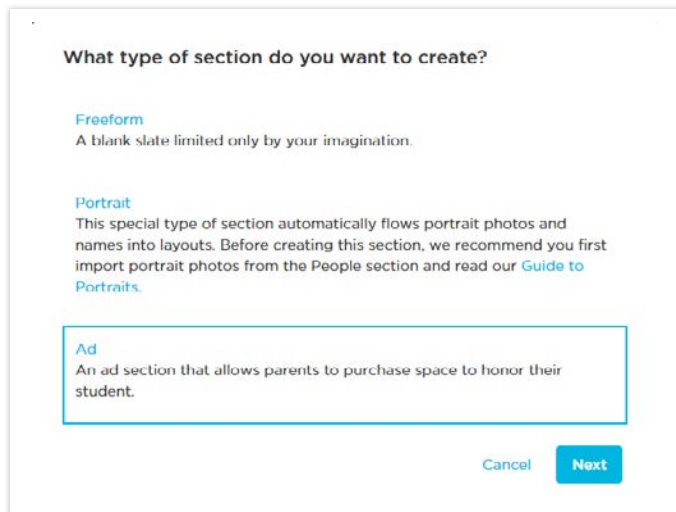 What type of section do you want to create?
Freeform
A blank slate limited only by your imagination.
Portrait
This special type of section automatically flows portrait photos and
names into layouts. Before creating this section, we recommend you first
import portrait photos from the People section and read our Guide to
Portraits.
Ad
An ad section that allows parents to purchase space to honor their
student.
Cancel Next